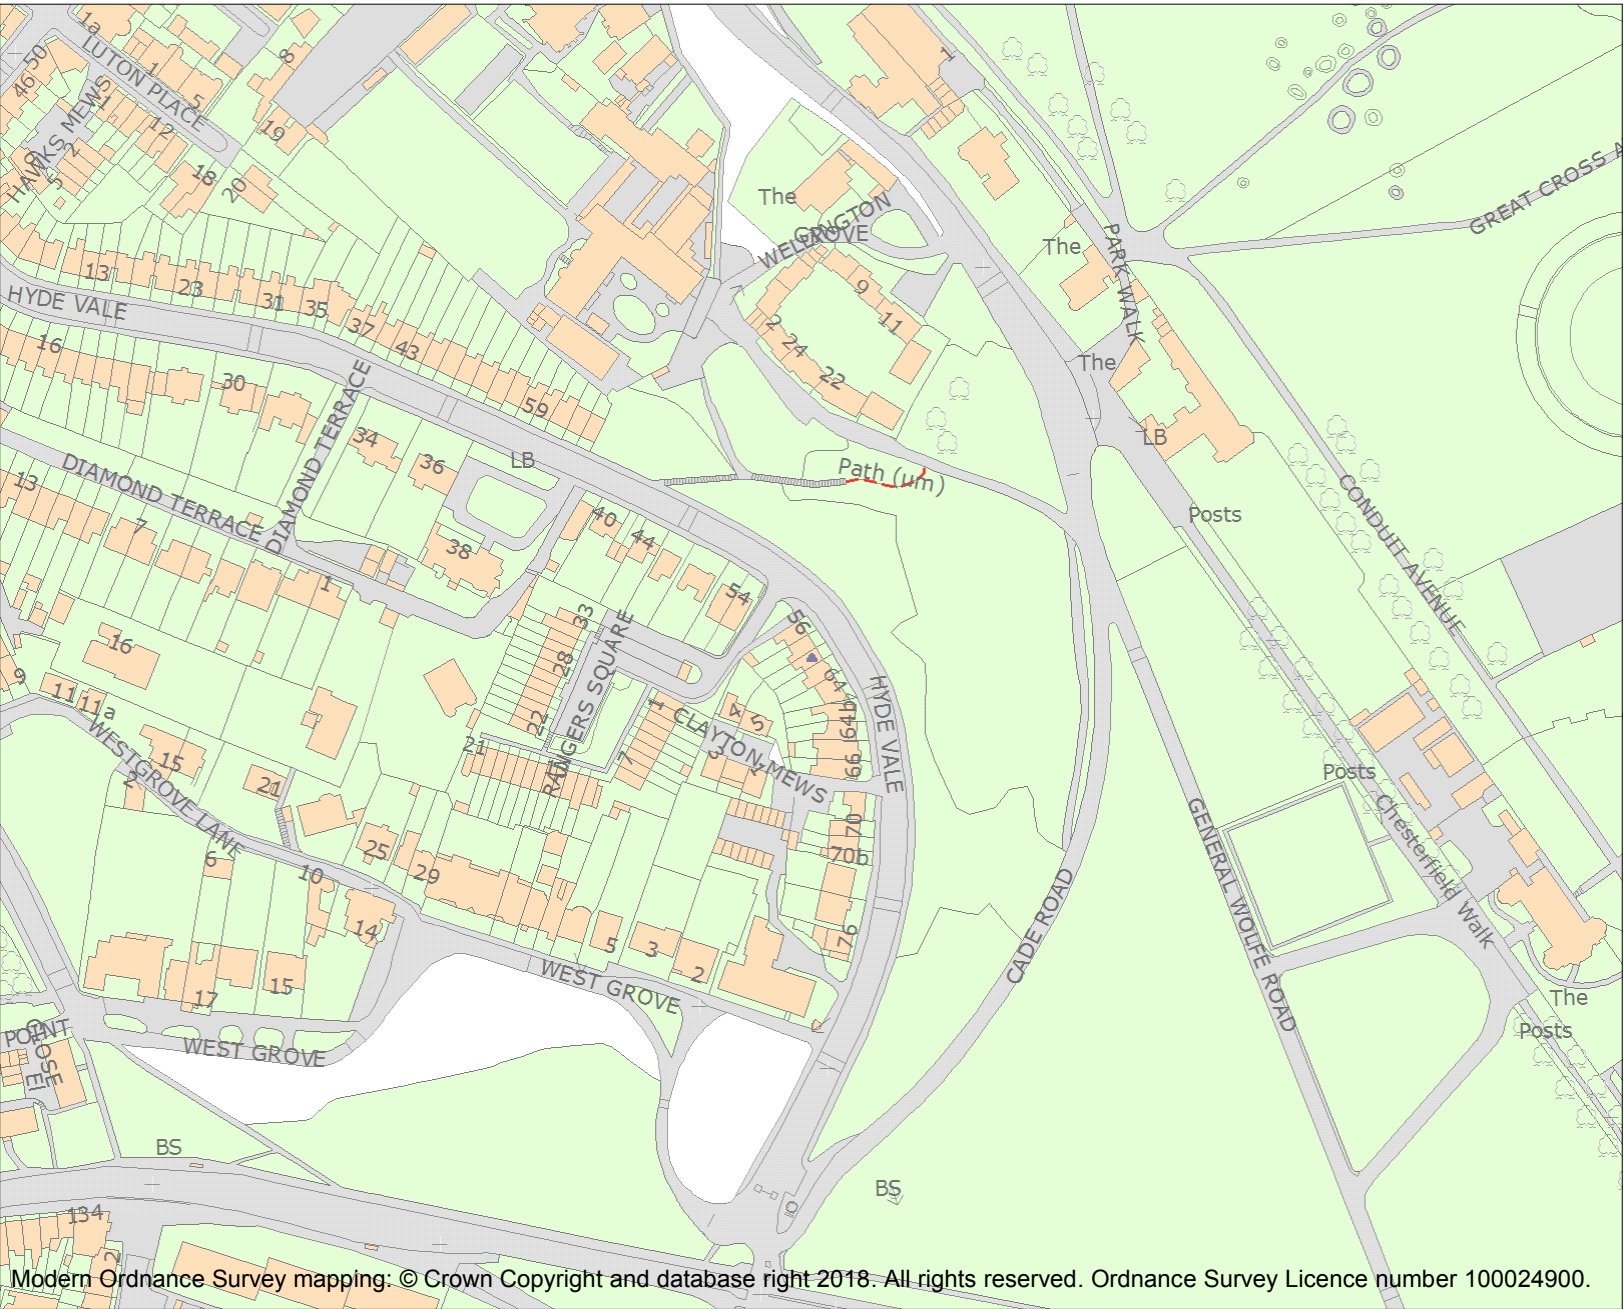 1a
LUTON PLACE
50
46
1
5
8
1
12
19
HAWKS MEWS
2
5
18
20
The
WELLINGTON
GROVE
The
PARK WALK
GREAT CROSS A
1
13
23
31
35
37
43
HYDE VALE
16
30
59
9
11
2
24
22
The
DIAMOND TERRACE
34
36
LB
LB
Path (um)
DIAMOND TERRACE
13
7
38
40
44
54
Posts
CONDUIT AVENUE
1
33
28
22
21
RANGERS SQUARE
56
64
64b
66
HYDE VALE
16
9
11
11a
WESTGROVE LANE
15
2
21
1
7
CLAYTON MEWS
4
5
3
70
70b
76
Posts
Chesterfield Walk
GENERAL WOLFE ROAD
CADE ROAD
6
10
25
29
14
5
3
2
17
15
WEST GROVE
WEST GROVE
The
Posts
POINT
CLOSE
BS
BS
134
2
Modern Ordnance Survey mapping: © Crown Copyright and database right 2018. All rights reserved. Ordnance Survey Licence number 100024900.